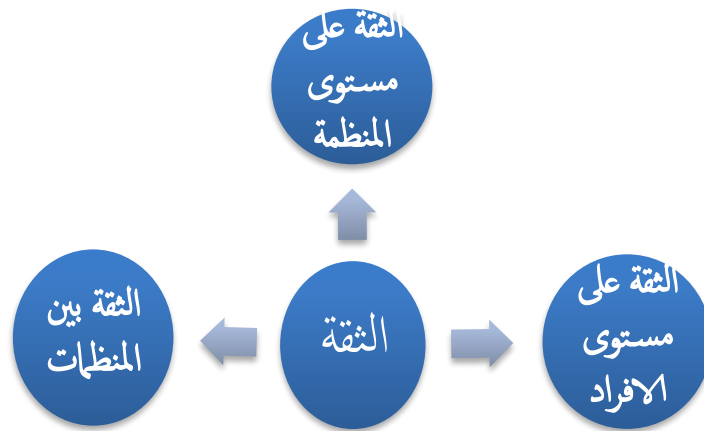 الثقة على
مستوى
المنظمة
الثقة على
مستوى
الافراد
الثقة
الثقة بين
المنظمات